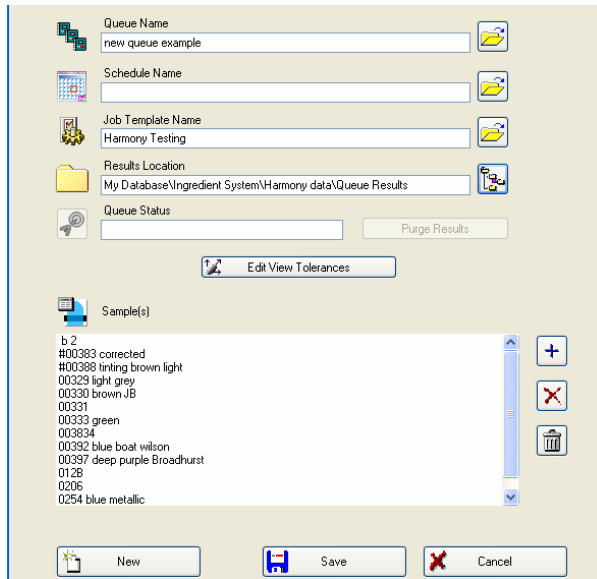 Queue Name
new queue example
Schedule Name
Job Template Name
Harmony Testing
Results Location
My Database\Ingredient System\Harmony data\Queue Results
Queue Status
Purge Results
Edit View Tolerances
Sample(s)
b 2
#00383 corrected
#00388 tinting brown light
00329 light grey
00330 brown JB
00331
00333 green
003834
00392 blue boat wilson
00397 deep purple Broadhurst
012B
0206
0254 blue metallic
New
Save
Cancel